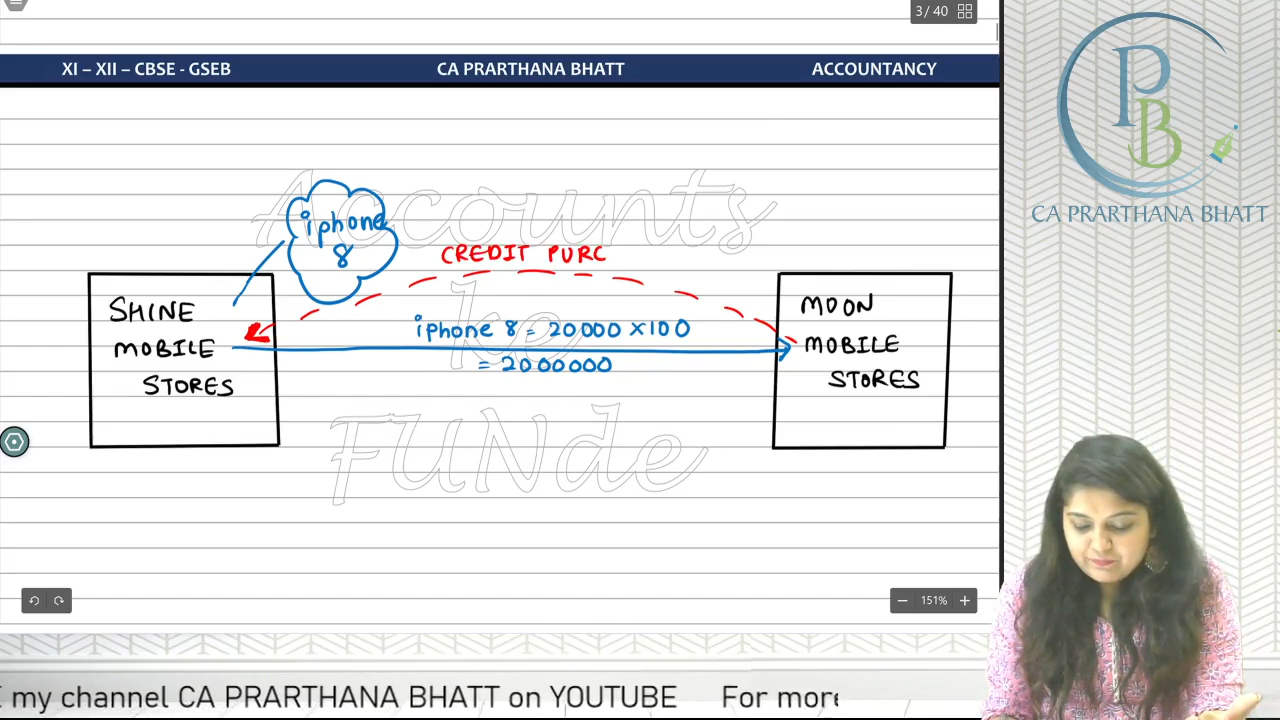 3 / 40
XI – XII – CBSE - GSEB
CA PRARTHANA BHATT
ACCOUNTANCY
PB
CA PRARTHANA BHATT
Accounts
ke
FUNde
iphone
8
CREDIT PURC
SHINE
MOBILE
STORES
iphone 8 = 20000 × 100
= 2000000
MOON
MOBILE
STORES
151%
my channel CA PRARTHANA BHATT on YOUTUBE For more